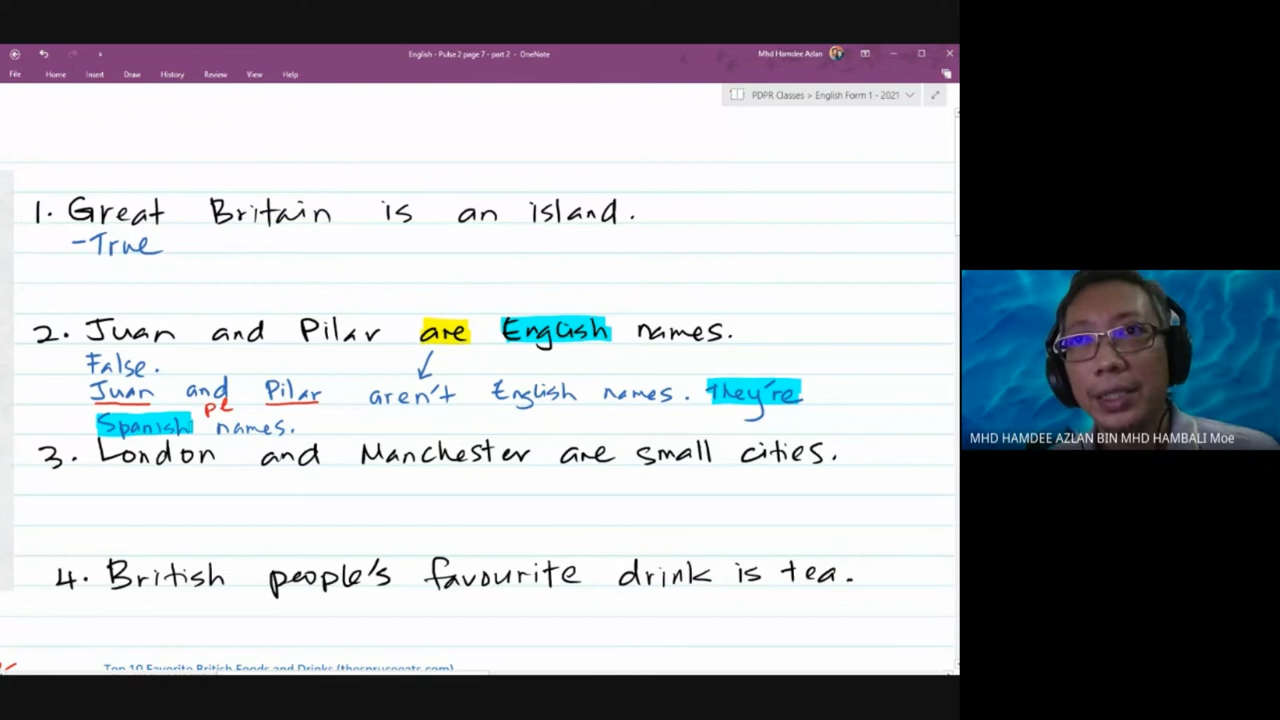 English - Pulse 2 page 7 - part 2 - OneNote
Mhd Hamdee Azlan
File Home Insert Draw History Review View Help
PDPR Classes > English Form 1 - 2021
1. Great Britain is an island.
-True
2. Juan and Pilar are English names.
False.
Juan and Pilar aren't English names. They're
pl
Spanish names.
3. London and Manchester are small cities.
4. British people's favourite drink is tea.
Top 10 Favorite British Foods and Drinks (thespruceeats.com)
MHD HAMDEE AZLAN BIN MHD HAMBALI Moe